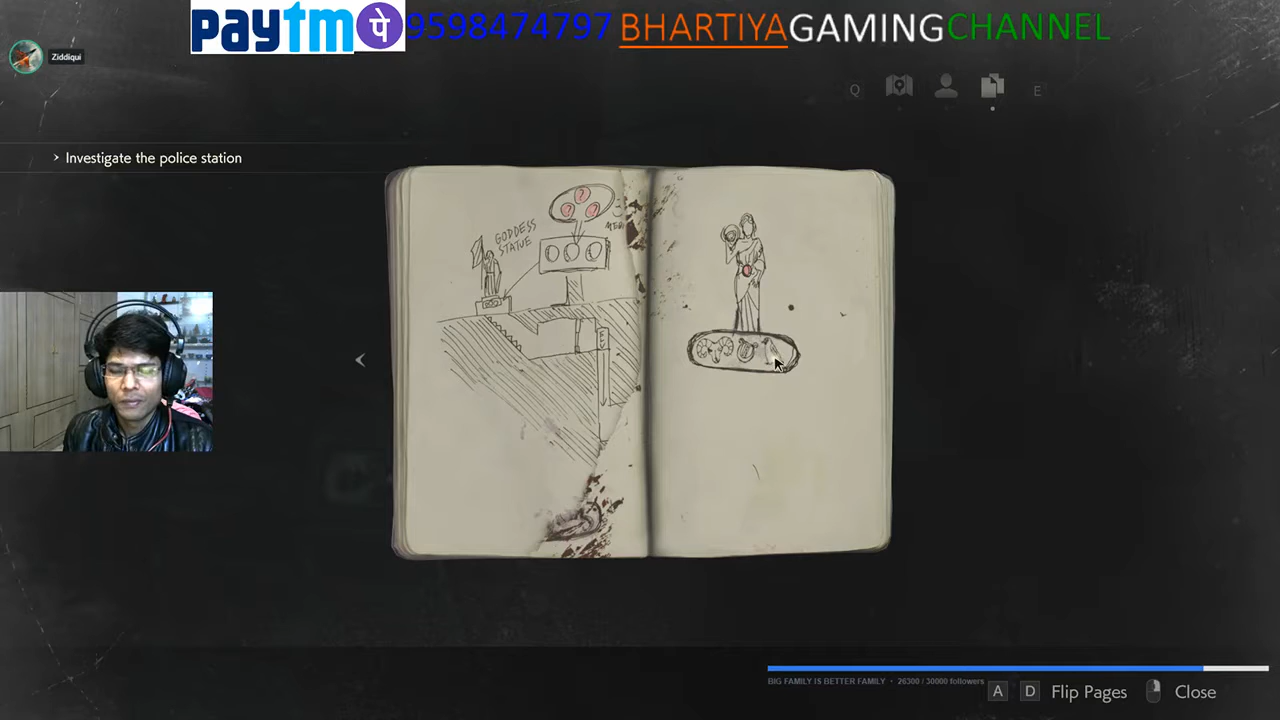 paytm पे 9598474797 BHARTIYAGAMINGCHANNEL
Ziddiqui
Q E
> Investigate the police station
GODDESS
STATUE
BIG FAMILY IS BETTER FAMILY • 26300 / 30000 followers
A D Flip Pages Close